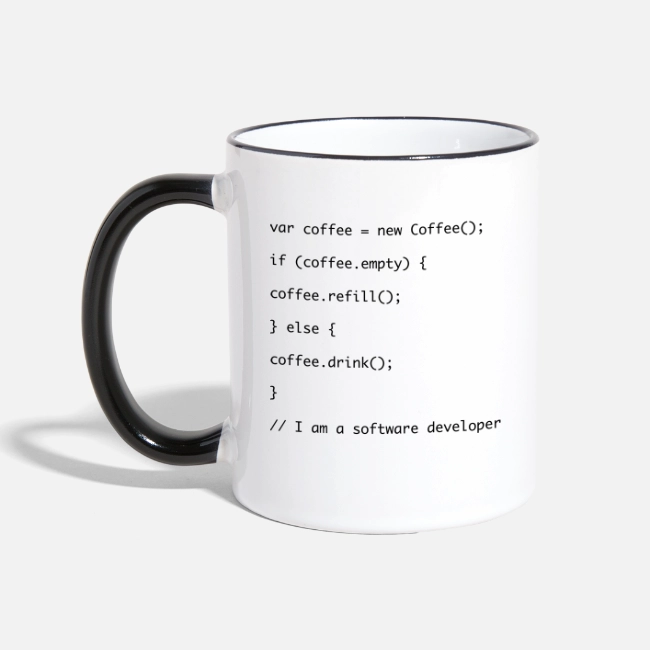 var coffee = new Coffee();
if (coffee.empty) {
coffee.refill();
} else {
coffee.drink();
}
// I am a software developer